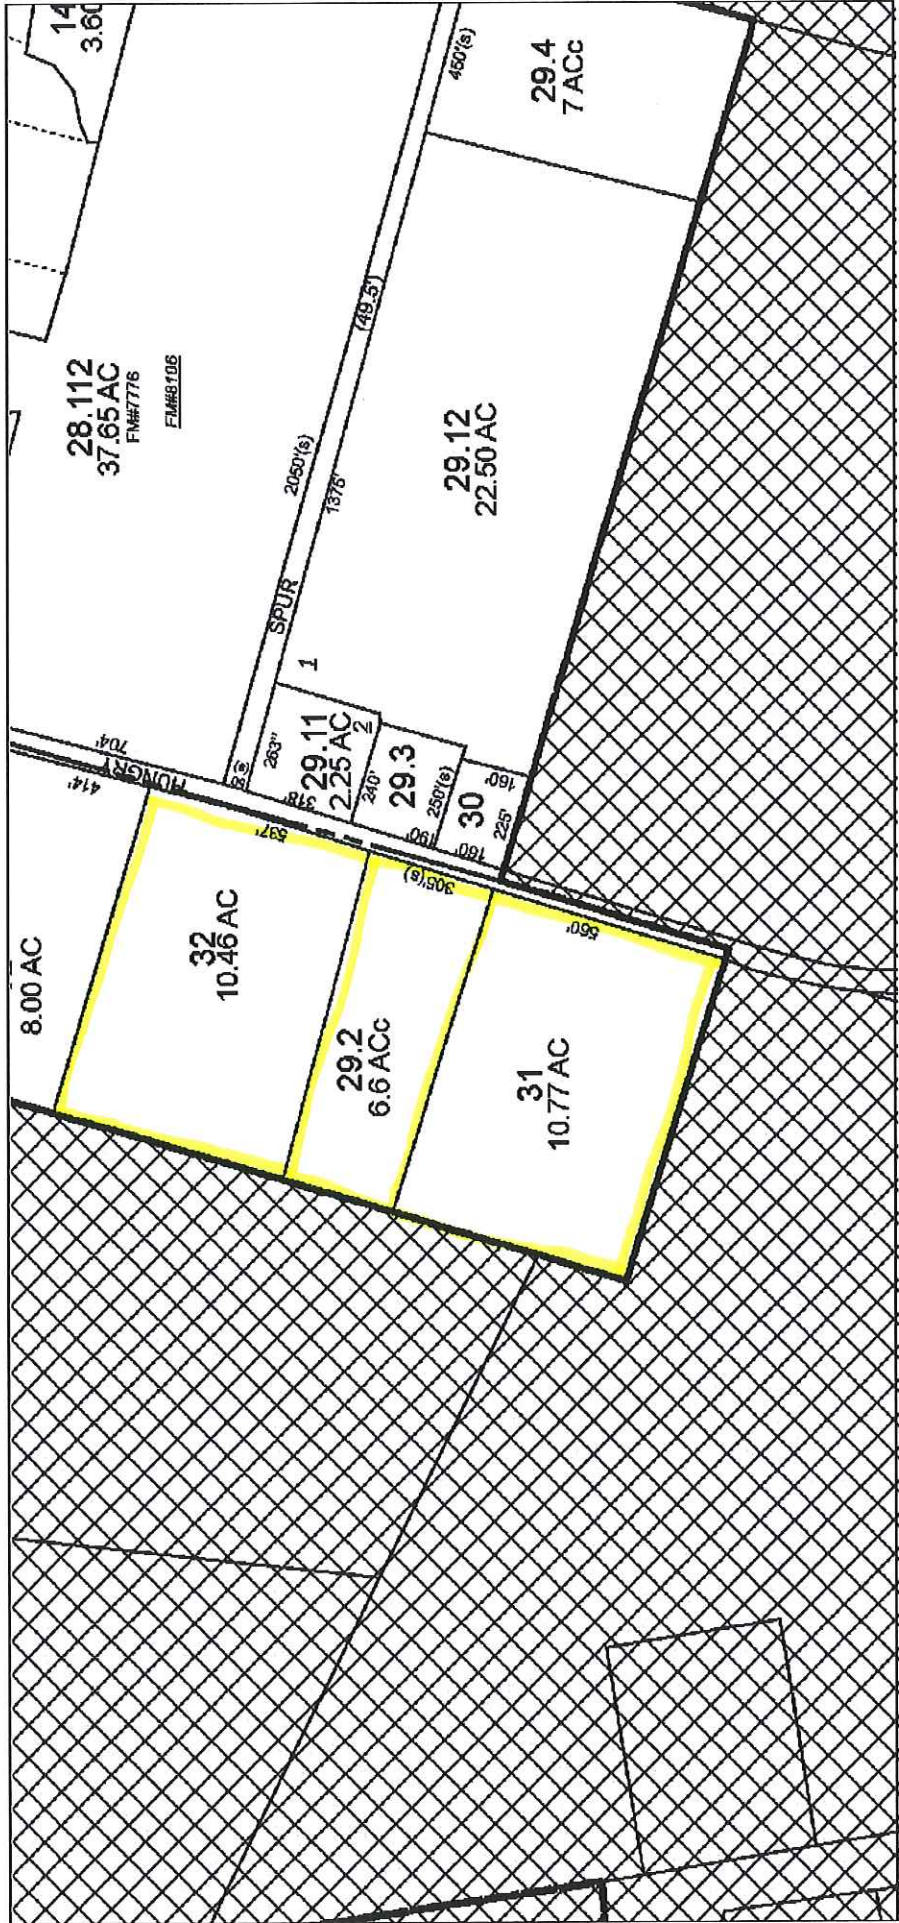 14
3.60
450'(s)
29.4
7 ACc
28.112
37.65 AC
FM#7776
FM#8106
(49.5')
2050'(s)
1375'
29.12
22.50 AC
SPUR
1
704'
HUNGRY
414'
263'
318'
29.11
2.25 AC
2
240'
29.3
190'
250'(s)
30
160'
160'
225'
537'
305'(s)
560'
8.00 AC
32
10.46 AC
29.2
6.6 ACc
31
10.77 AC